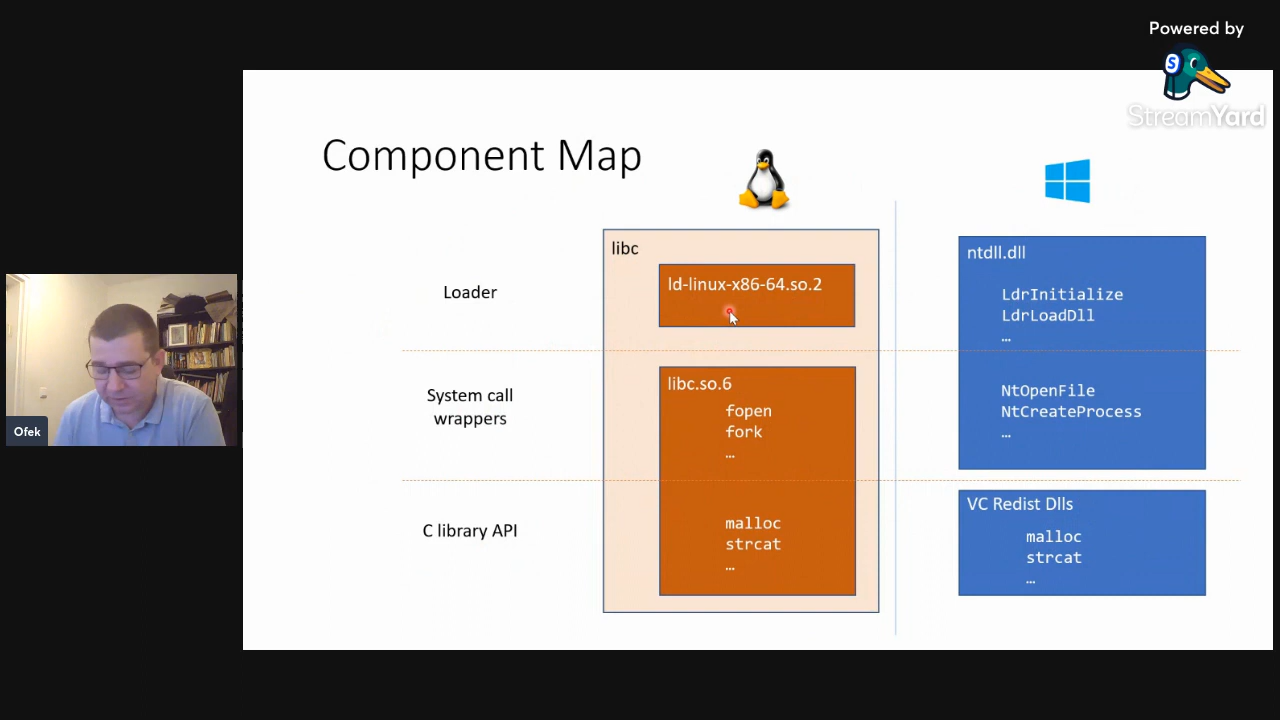 Powered by
StreamYard
Component Map
libc
ld-linux-x86-64.so.2
ntdll.dll
Loader
LdrInitialize
LdrLoadDll
…
System call
wrappers
libc.so.6
fopen
fork
…
NtOpenFile
NtCreateProcess
…
C library API
malloc
strcat
…
VC Redist Dlls
malloc
strcat
…
Ofek